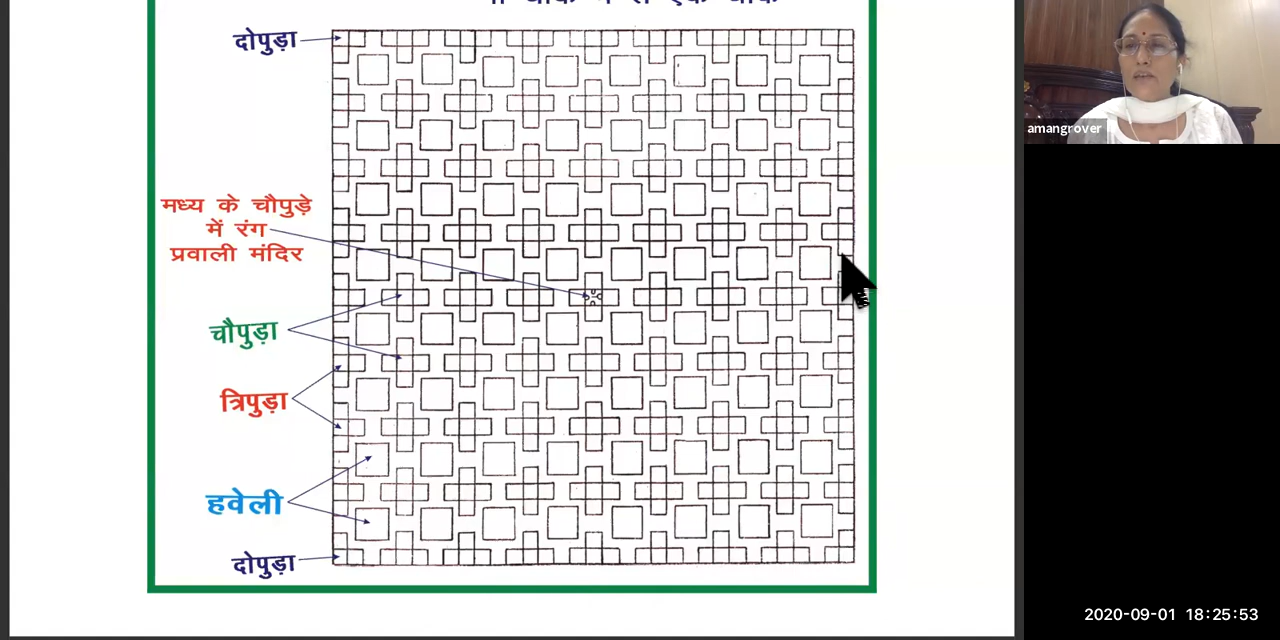 दोपुड़ा
मध्य के चौपुड़े
में रंग
प्रवाली मंदिर
चौपुड़ा
त्रिपुड़ा
हवेली
दोपुड़ा
amangrover
2020-09-01 18:25:53